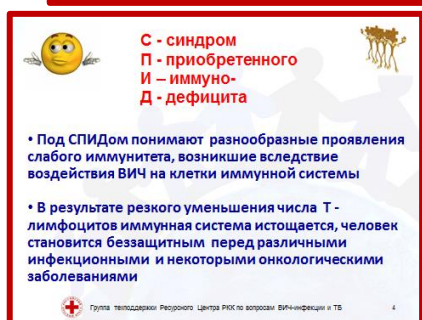 С - синдром
П - приобретенного
И – иммуно-
Д - дефицита
• Под СПИДом понимают разнообразные проявления
слабого иммунитета, возникшие вследствие
воздействия ВИЧ на клетки иммунной системы
• В результате резкого уменьшения числа Т -
лимфоцитов иммунная система истощается, человек
становится беззащитным перед различными
инфекционными и некоторыми онкологическими
заболеваниями
Группа техподдержки Ресурсного Центра РКК по вопросам ВИЧ-инфекции и ТБ 4